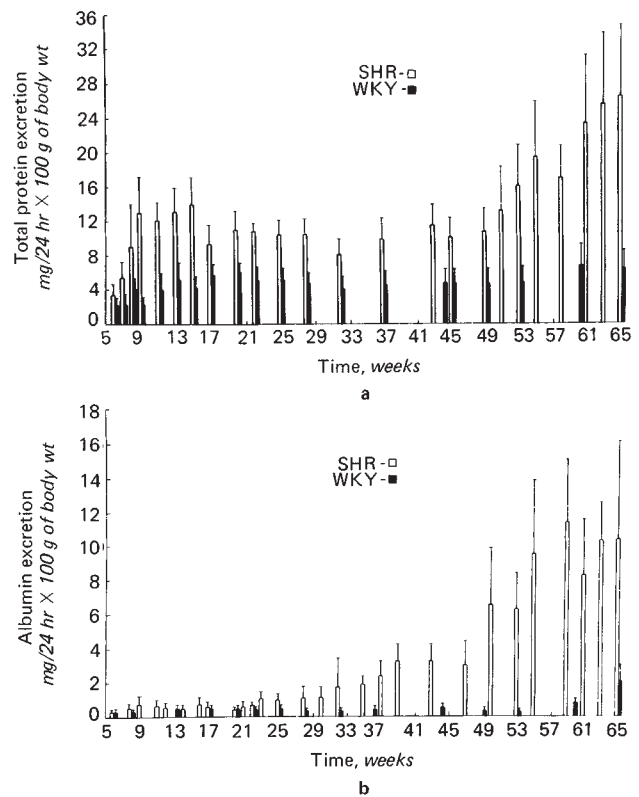 Total protein excretion
mg/24 hr X 100 g of body wt
36
32
28
24
20
16
12
8
4
0
SHR-
WKY-
5 9 13 17 21 25 29 33 37 41 45 49 53 57 61 65
Time, weeks
a
Albumin excretion
mg/24 hr X 100 g of body wt
18
16
14
12
10
8
6
4
2
0
SHR-
WKY-
5 9 13 17 21 25 29 33 37 41 45 49 53 57 61 65
Time, weeks
b